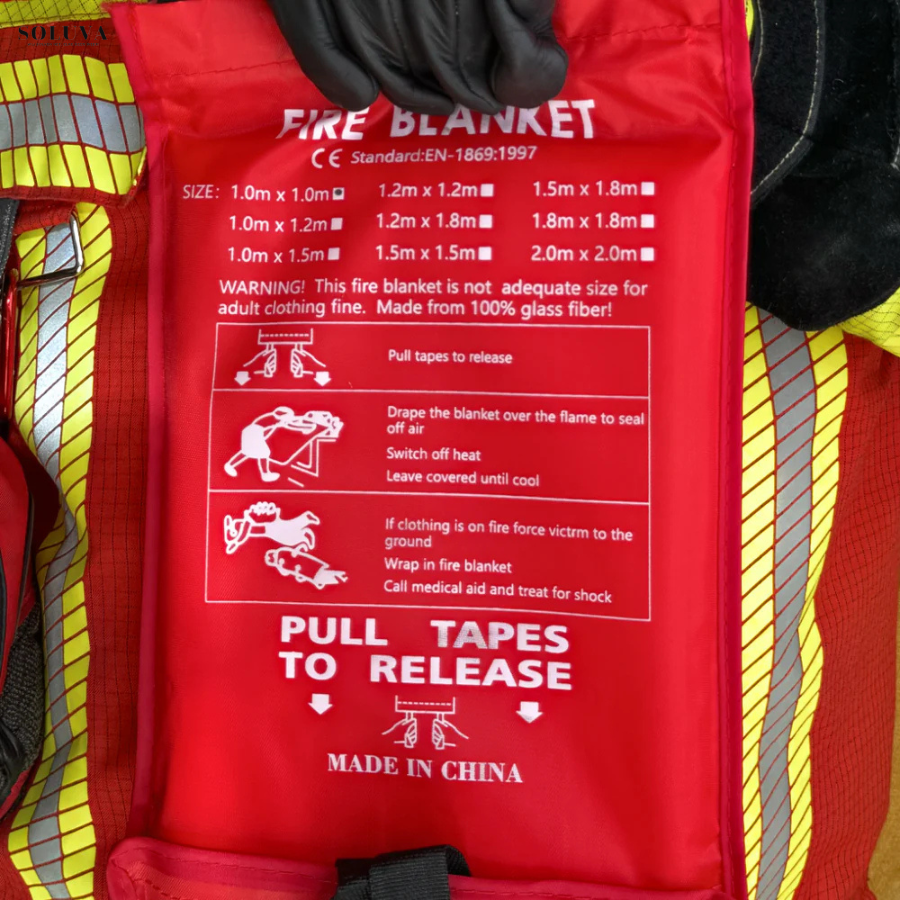 SOLUVA
FIRE BLANKET
CE Standard:EN-1869:1997
SIZE: 1.0m x 1.0m 1.2m x 1.2m 1.5m x 1.8m
1.0m x 1.2m 1.2m x 1.8m 1.8m x 1.8m
1.0m x 1.5m 1.5m x 1.5m 2.0m x 2.0m
WARNING! This fire blanket is not adequate size for
adult clothing fine. Made from 100% glass fiber!
Pull tapes to release
Drape the blanket over the flame to seal
off air
Switch off heat
Leave covered until cool
If clothing is on fire force victrm to the
ground
Wrap in fire blanket
Call medical aid and treat for shock
PULL TAPES
TO RELEASE
MADE IN CHINA